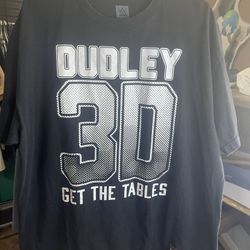 DUDLEY
3D
GET THE TABLES